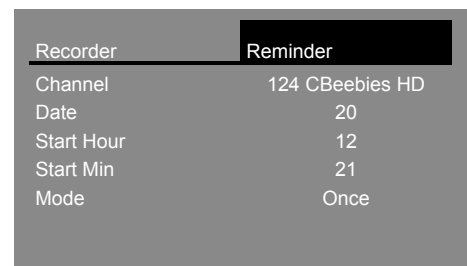 Recorder Reminder
Channel 124 CBeebies HD
Date 20
Start Hour 12
Start Min 21
Mode Once